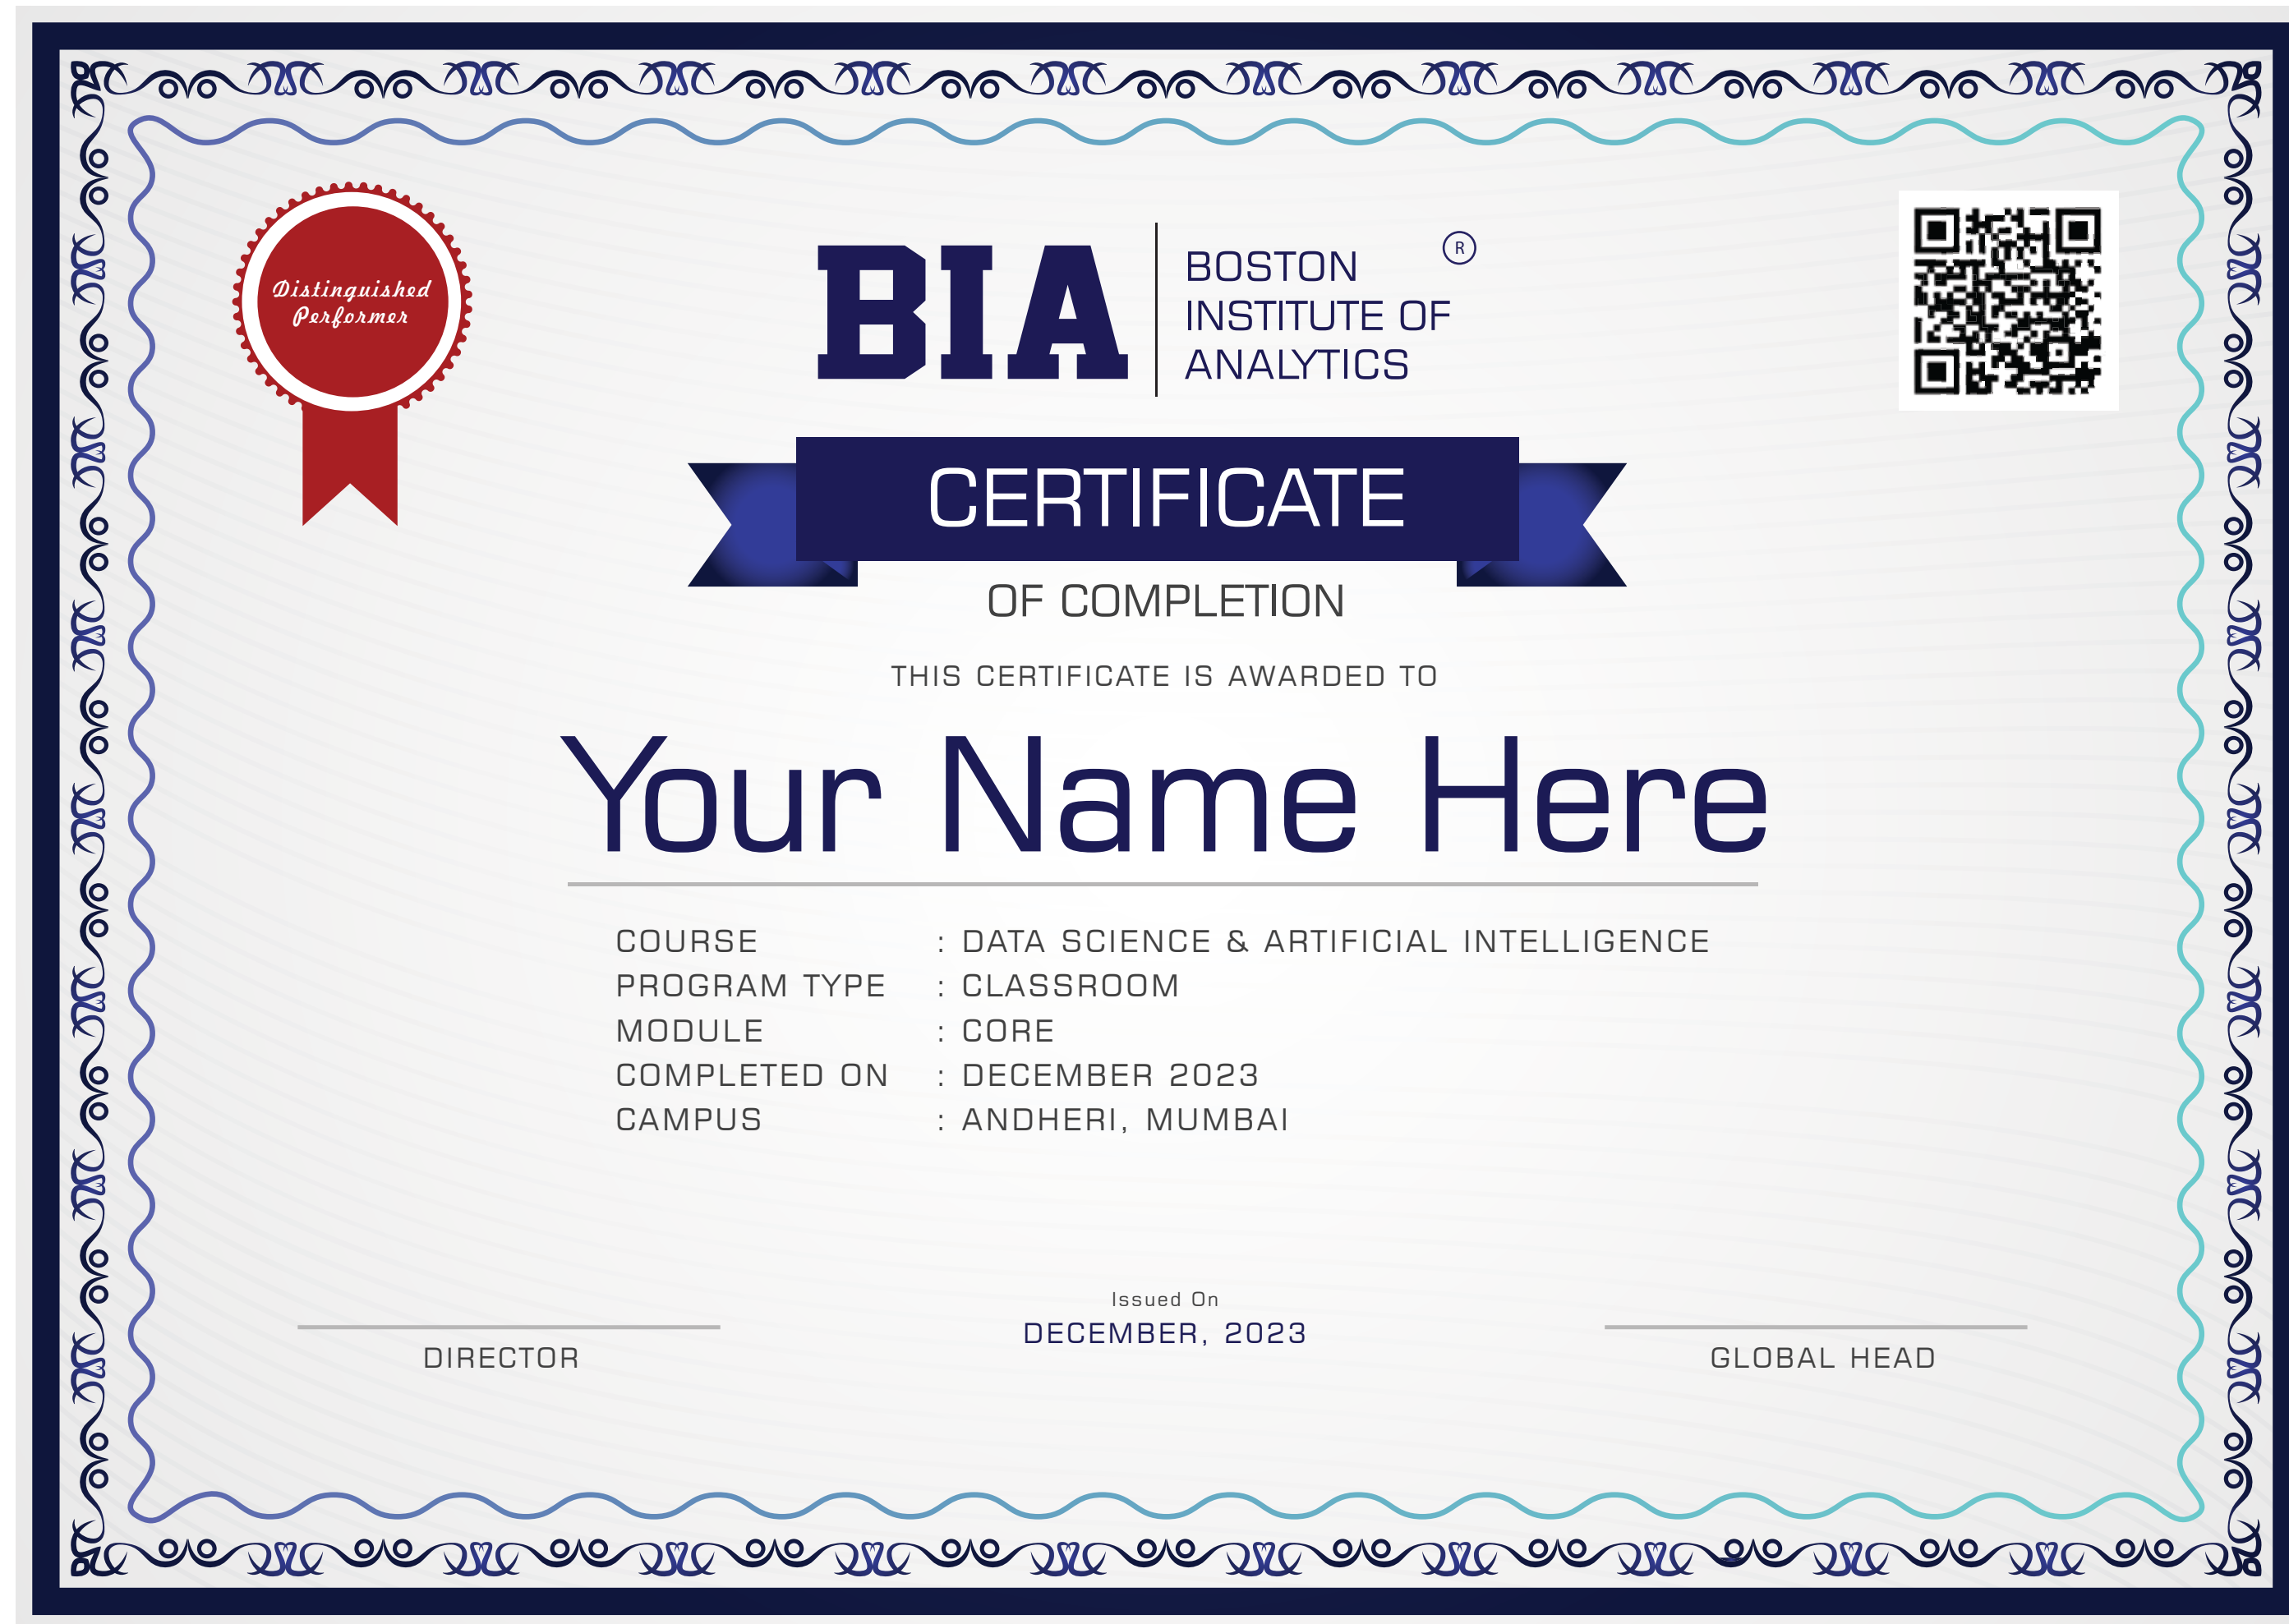 Distinguished
Performer
BIA
BOSTON
INSTITUTE OF
ANALYTICS
®
CERTIFICATE
OF COMPLETION
THIS CERTIFICATE IS AWARDED TO
Your Name Here
COURSE : DATA SCIENCE & ARTIFICIAL INTELLIGENCE
PROGRAM TYPE : CLASSROOM
MODULE : CORE
COMPLETED ON : DECEMBER 2023
CAMPUS : ANDHERI, MUMBAI
Issued On
DECEMBER, 2023
DIRECTOR
GLOBAL HEAD